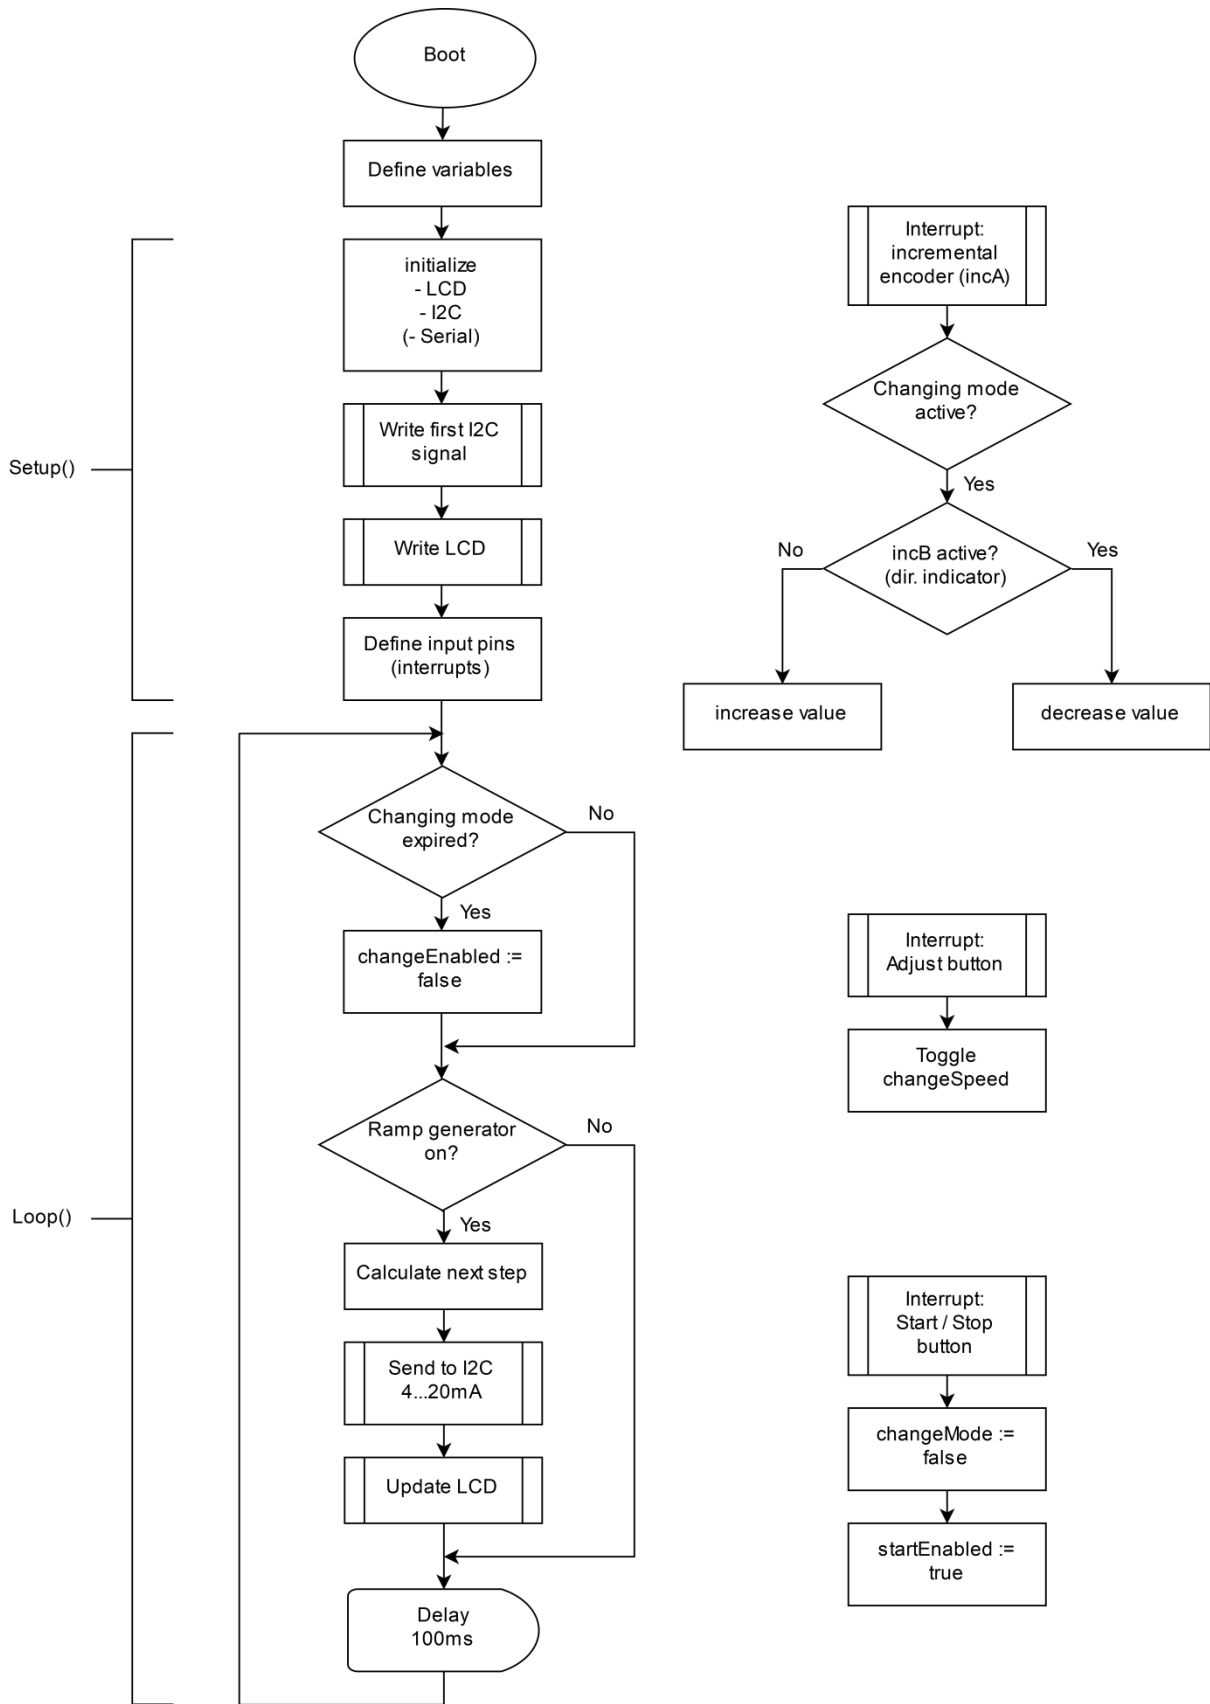 Boot
Define variables
Setup()
initialize
- LCD
- I2C
(- Serial)
Write first I2C
signal
Write LCD
Define input pins
(interrupts)
Loop()
Changing mode
expired?
No
Yes
changeEnabled :=
false
Ramp generator
on?
No
Yes
Calculate next step
Send to I2C
4...20mA
Update LCD
Delay
100ms
Interrupt:
incremental
encoder (incA)
Changing mode
active?
Yes
incB active?
(dir. indicator)
No
Yes
increase value
decrease value
Interrupt:
Adjust button
Toggle
changeSpeed
Interrupt:
Start / Stop
button
changeMode :=
false
startEnabled :=
true